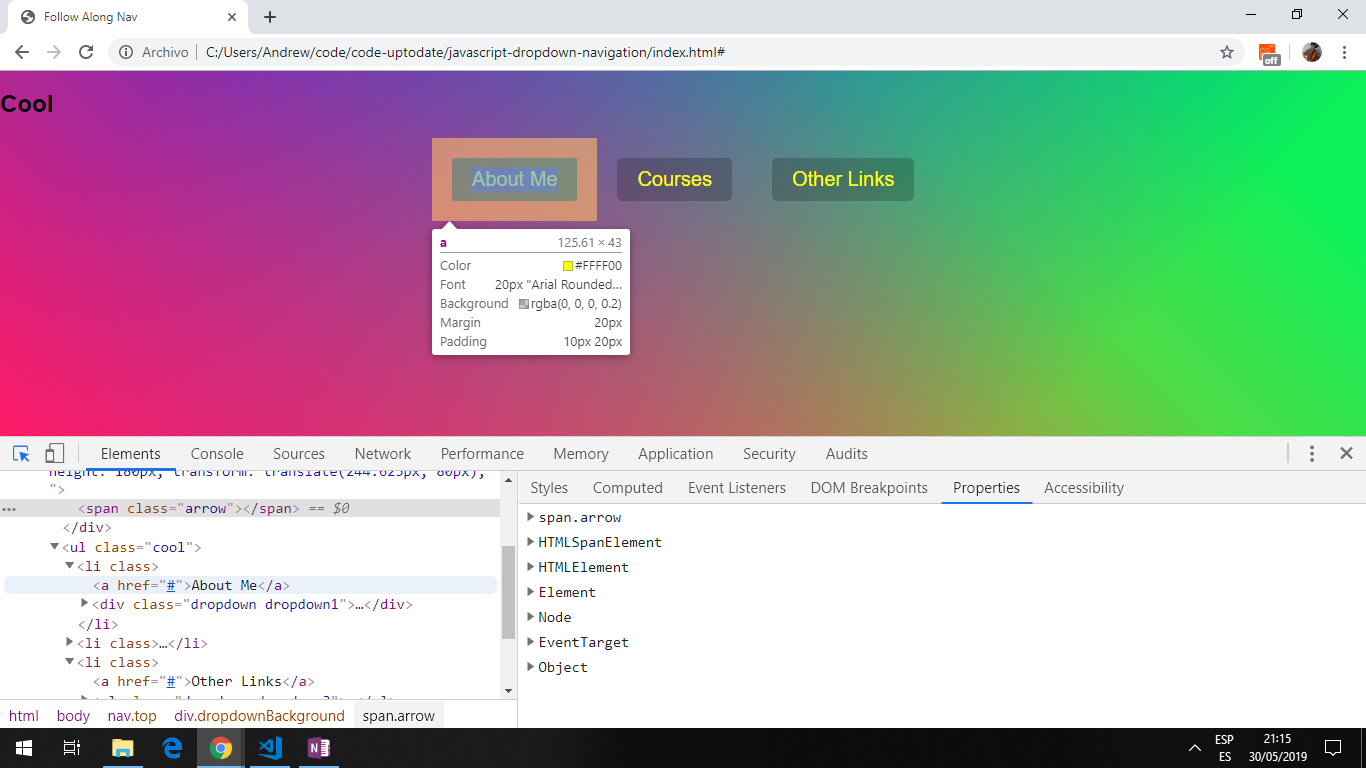 Follow Along Nav
Archivo C:/Users/Andrew/code/code-uptodate/javascript-dropdown-navigation/index.html#
off
Cool
About Me Courses Other Links
a 125.61 × 43
Color #FFFF00
Font 20px "Arial Rounded...
Background rgba(0, 0, 0, 0.2)
Margin 20px
Padding 10px 20px
Elements Console Sources Network Performance Memory Application Security Audits
height: 180px; transform: translate(244.625px, 80px);
">
<span class="arrow"></span> == $0
</div>
<ul class="cool">
<li class>
<a href="#">About Me</a>
<div class="dropdown dropdown1">…</div>
</li>
<li class>…</li>
<li class>
<a href="#">Other Links</a>
html body nav.top div.dropdownBackground span.arrow
Styles Computed Event Listeners DOM Breakpoints Properties Accessibility
span.arrow
HTMLSpanElement
HTMLElement
Element
Node
EventTarget
Object
ESP
ES
21:15
30/05/2019